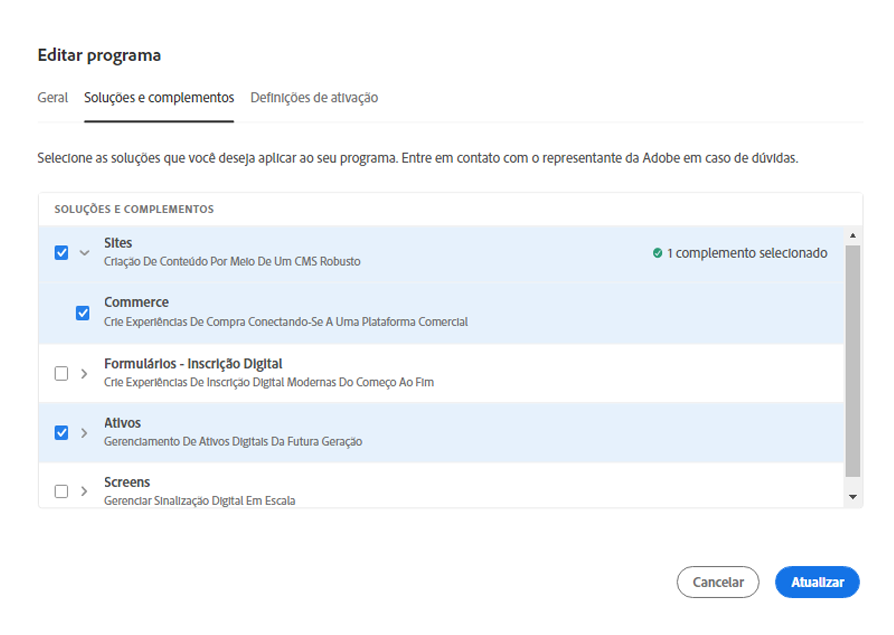 Editar programa
Geral Soluções e complementos Definições de ativação
Selecione as soluções que você deseja aplicar ao seu programa. Entre em contato com o representante da Adobe em caso de dúvidas.
SOLUÇÕES E COMPLEMENTOS
Sites
1 complemento selecionado
Criação De Conteúdo Por Meio De Um CMS Robusto
Commerce
Crie Experiências De Compra Conectando-Se A Uma Plataforma Comercial
Formulários - Inscrição Digital
Crie Experiências De Inscrição Digital Modernas Do Começo Ao Fim
Ativos
Gerenciamento De Ativos Digitais Da Futura Geração
Screens
Gerenciar Sinalização Digital Em Escala
Cancelar Atualizar